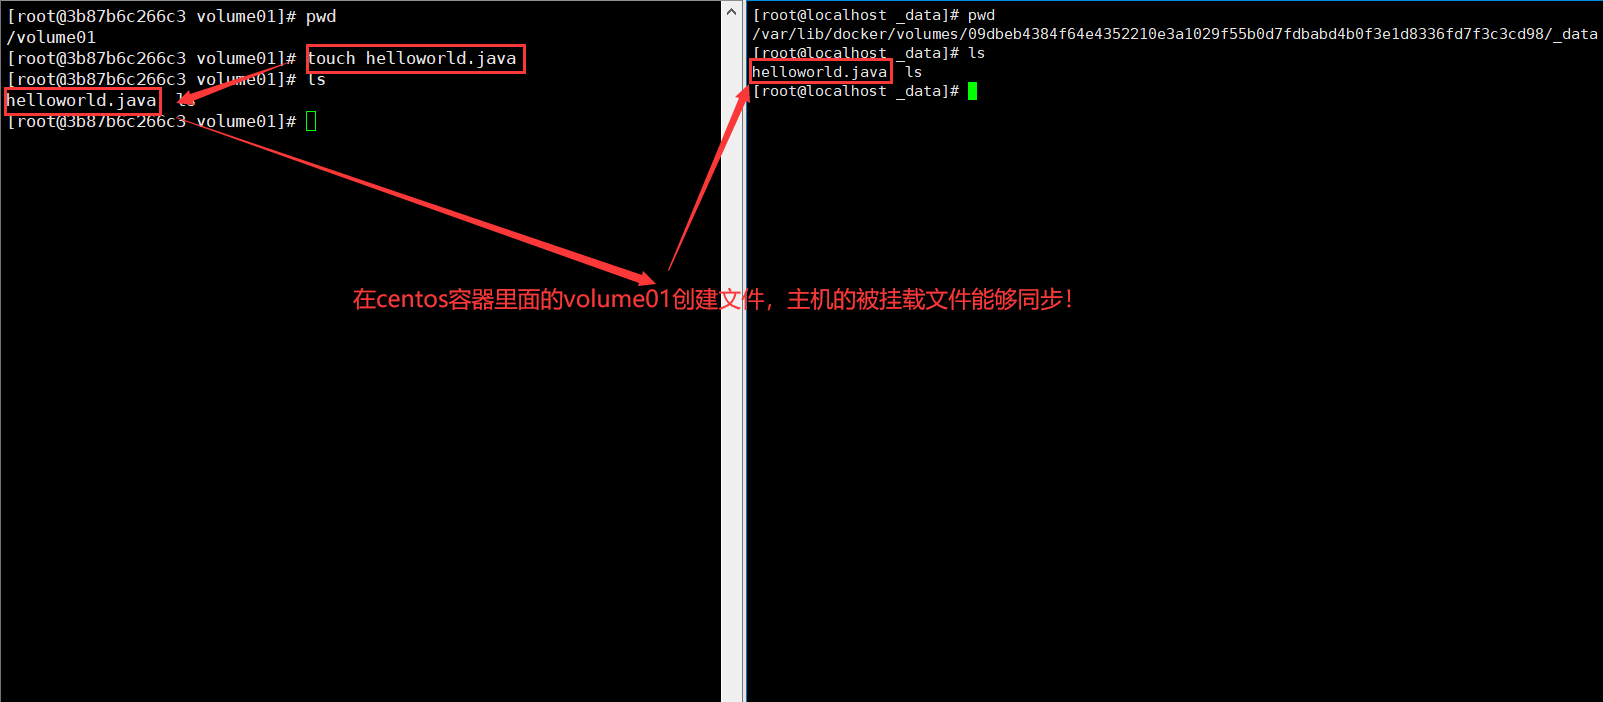 [root@3b87b6c266c3 volume01]# pwd
/volume01
[root@3b87b6c266c3 volume01]# touch helloworld.java
[root@3b87b6c266c3 volume01]# ls
helloworld.java  ls
[root@3b87b6c266c3 volume01]#
[root@localhost _data]# pwd
/var/lib/docker/volumes/09dbeb4384f64e4352210e3a1029f55b0d7fdbabd4b0f3e1d8336fd7f3c3cd98/_data
[root@localhost _data]# ls
helloworld.java  ls
[root@localhost _data]#
在centos容器里面的volume01创建文件，主机的被挂载文件能够同步！